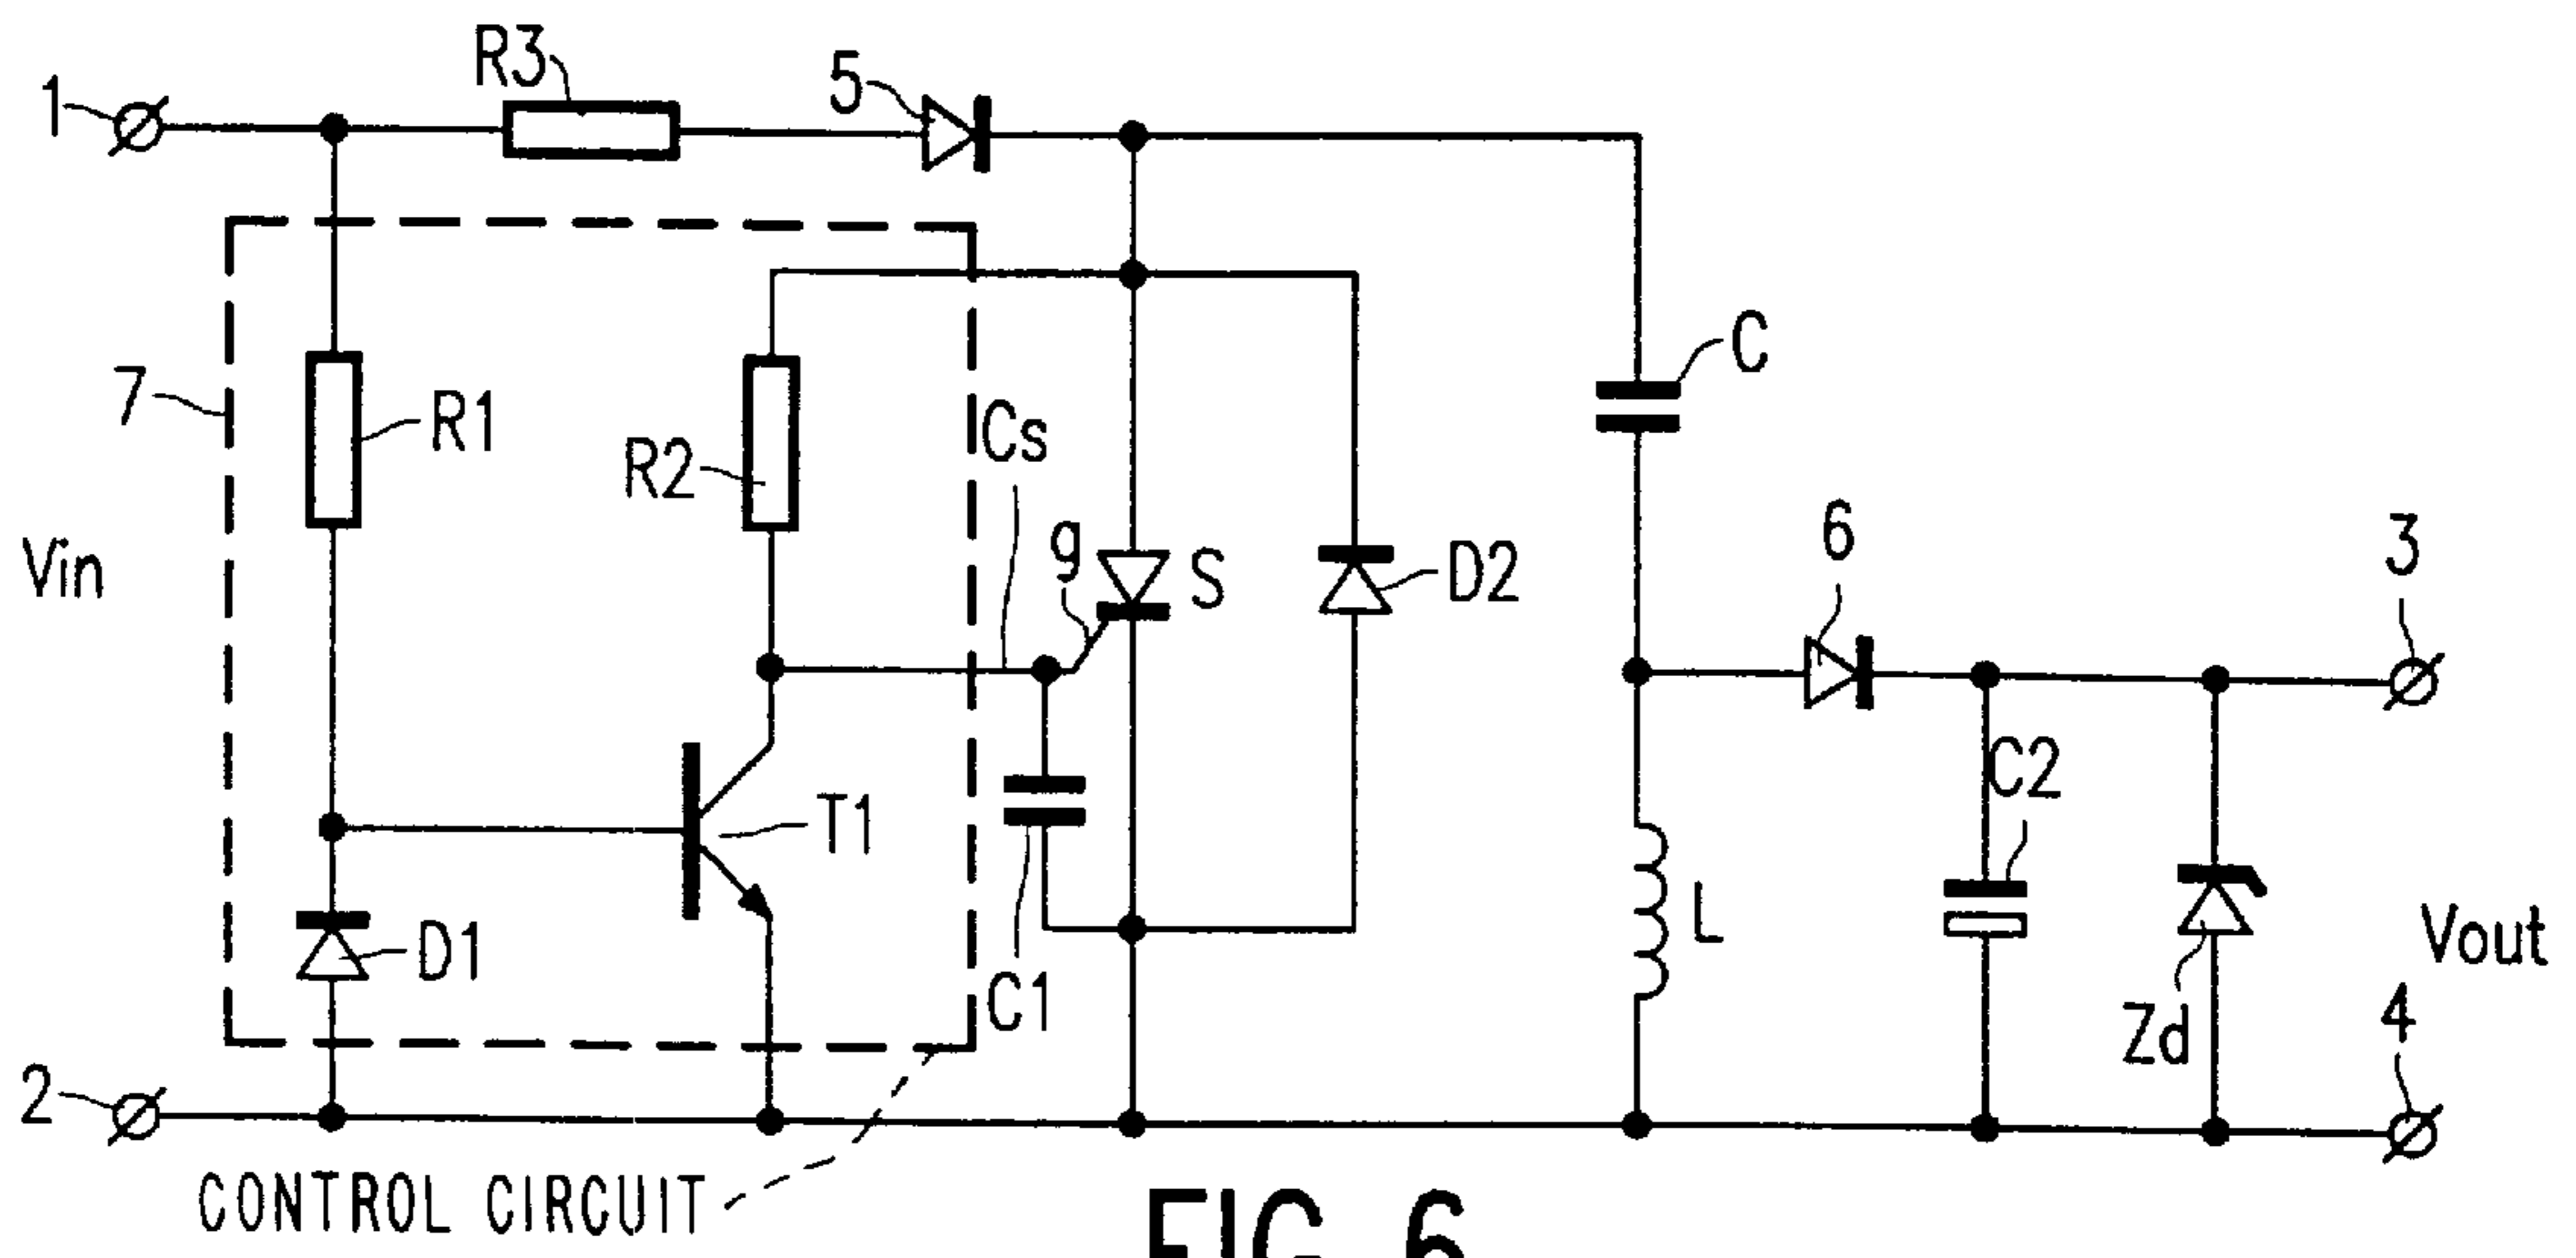 R3
5
1
C
7
R1
Cs
R2
g
S
D2
6
3
Vin
C2
T1
L
D1
Vout
C1
Zd
4
2
CONTROL CIRCUIT
FIG. 6